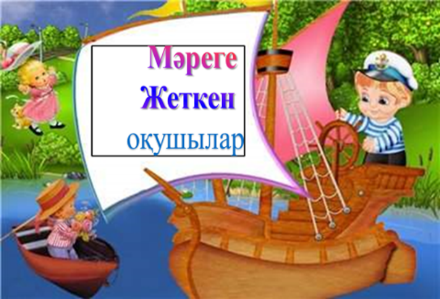 Мәреге
Жеткен
оқушылар